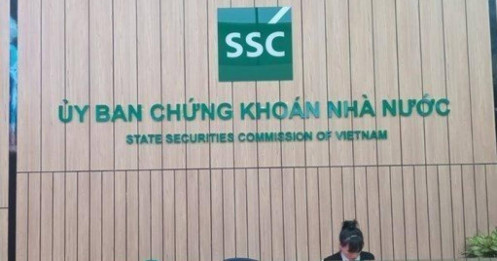 SSC
ỦY BAN CHỨNG KHOÁN NHÀ NƯỚC
STATE SECURITIES COMMISSION OF VIETNAM